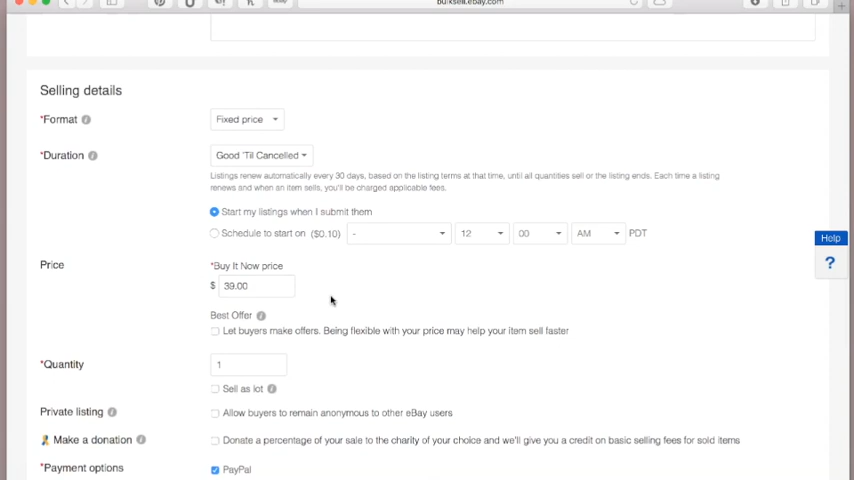 bulksell.ebay.com
Selling details
*Format
Fixed price
*Duration
Good 'Til Cancelled
Listings renew automatically every 30 days, based on the listing terms at that time, until all quantities sell or the listing ends. Each time a listing
renews and when an item sells, you'll be charged applicable fees.
Start my listings when I submit them
Schedule to start on ($0.10) - 12 00 AM PDT
Help
?
Price
*Buy It Now price
$ 39.00
Best Offer
Let buyers make offers. Being flexible with your price may help your item sell faster
*Quantity
1
Sell as lot
Private listing
Allow buyers to remain anonymous to other eBay users
Make a donation
Donate a percentage of your sale to the charity of your choice and we'll give you a credit on basic selling fees for sold items
*Payment options
PayPal